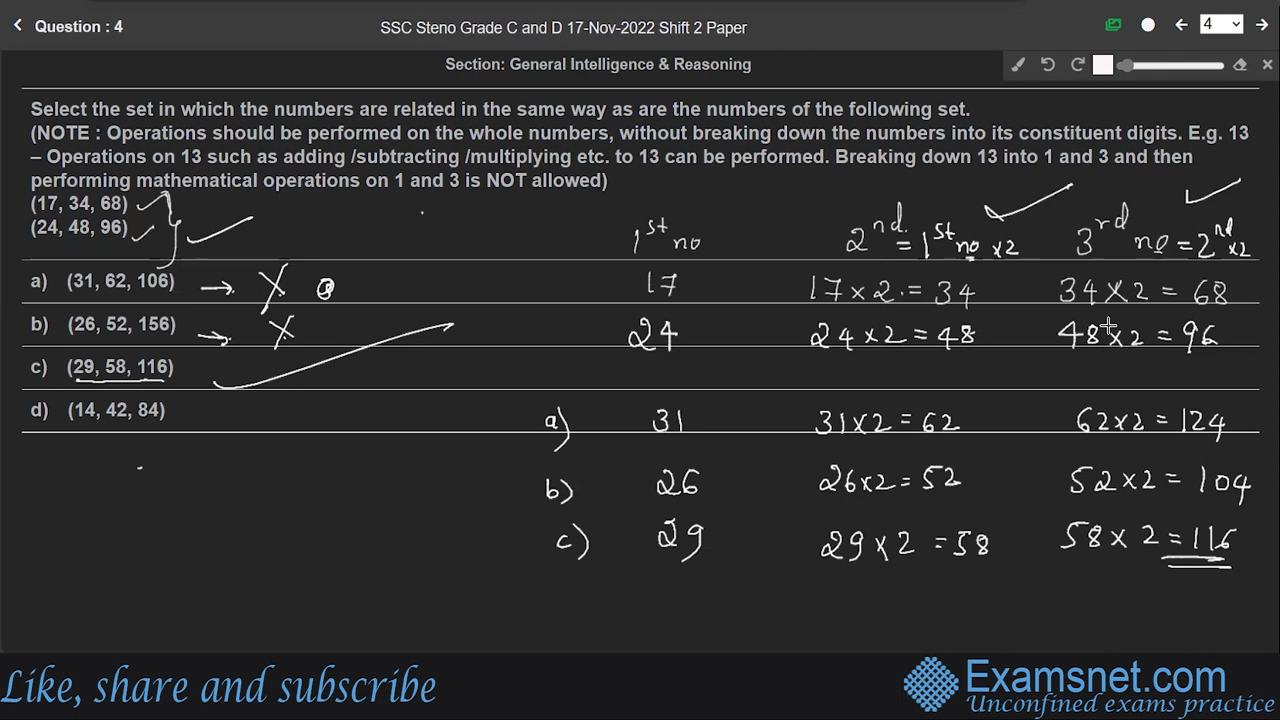 Question : 4
SSC Steno Grade C and D 17-Nov-2022 Shift 2 Paper
4
Section: General Intelligence & Reasoning
Select the set in which the numbers are related in the same way as are the numbers of the following set.
(NOTE : Operations should be performed on the whole numbers, without breaking down the numbers into its constituent digits. E.g. 13
– Operations on 13 such as adding /subtracting /multiplying etc. to 13 can be performed. Breaking down 13 into 1 and 3 and then
performing mathematical operations on 1 and 3 is NOT allowed)
(17, 34, 68)
(24, 48, 96)
1st no 2nd = 1st no ×2 3rd no = 2nd ×2
a) (31, 62, 106) → X 17 17 × 2 = 34 34 × 2 = 68
b) (26, 52, 156) → X 24 24 × 2 = 48 48 × 2 = 96
c) (29, 58, 116)
d) (14, 42, 84)
a) 31 31 × 2 = 62 62 × 2 = 124
b) 26 26 × 2 = 52 52 × 2 = 104
c) 29 29 × 2 = 58 58 × 2 = 116
Like, share and subscribe
Examsnet.com
Unconfined exams practice